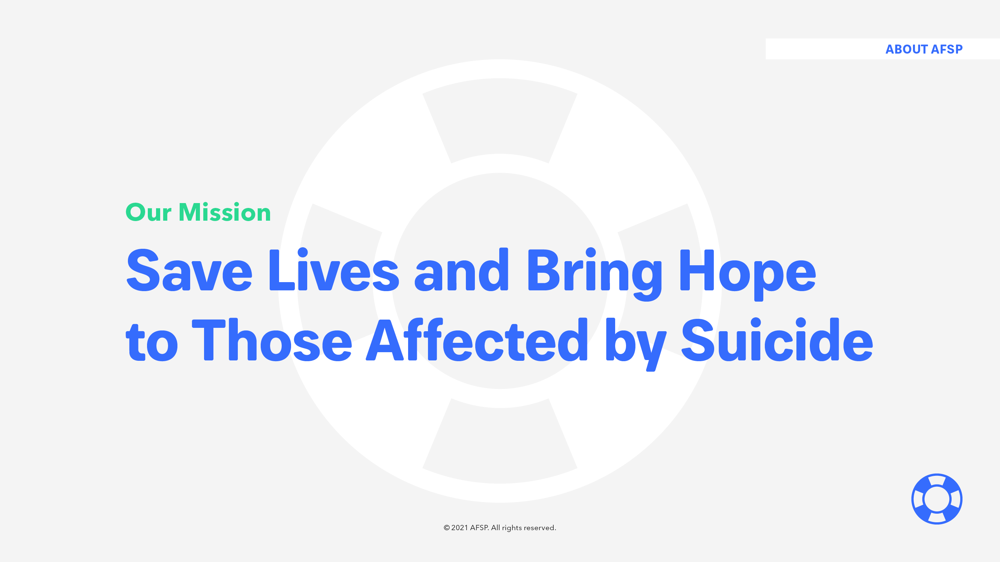 ABOUT AFSP
Our Mission
Save Lives and Bring Hope
to Those Affected by Suicide
© 2021 AFSP. All rights reserved.